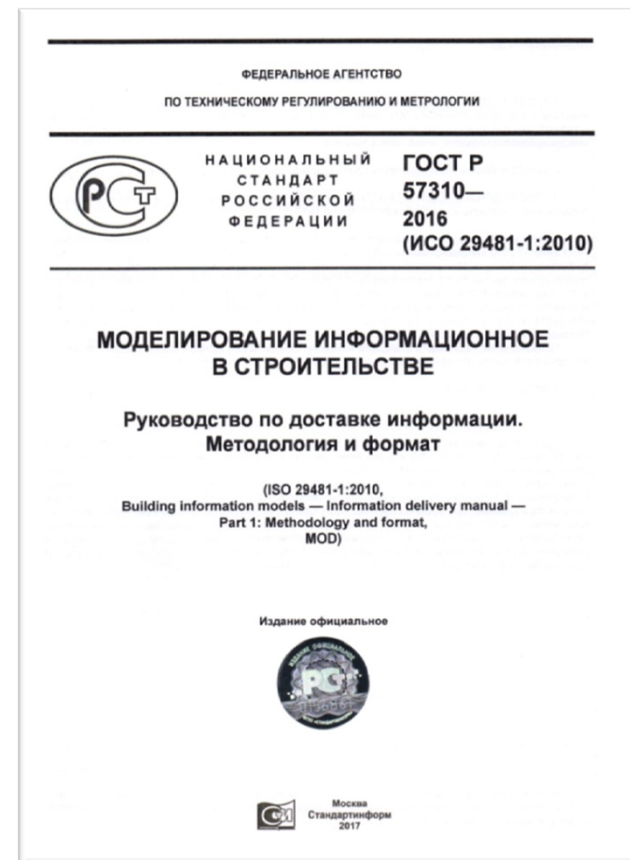 ФЕДЕРАЛЬНОЕ АГЕНТСТВО
ПО ТЕХНИЧЕСКОМУ РЕГУЛИРОВАНИЮ И МЕТРОЛОГИИ
НАЦИОНАЛЬНЫЙ
СТАНДАРТ
РОССИЙСКОЙ
ФЕДЕРАЦИИ
ГОСТ Р
57310—
2016
(ИСО 29481-1:2010)
МОДЕЛИРОВАНИЕ ИНФОРМАЦИОННОЕ
В СТРОИТЕЛЬСТВЕ
Руководство по доставке информации.
Методология и формат
(ISO 29481-1:2010,
Building information models — Information delivery manual —
Part 1: Methodology and format,
MOD)
Издание официальное
ИЗДАНИЕ ОФИЦИАЛЬНОЕ
Москва
Стандартинформ
2017